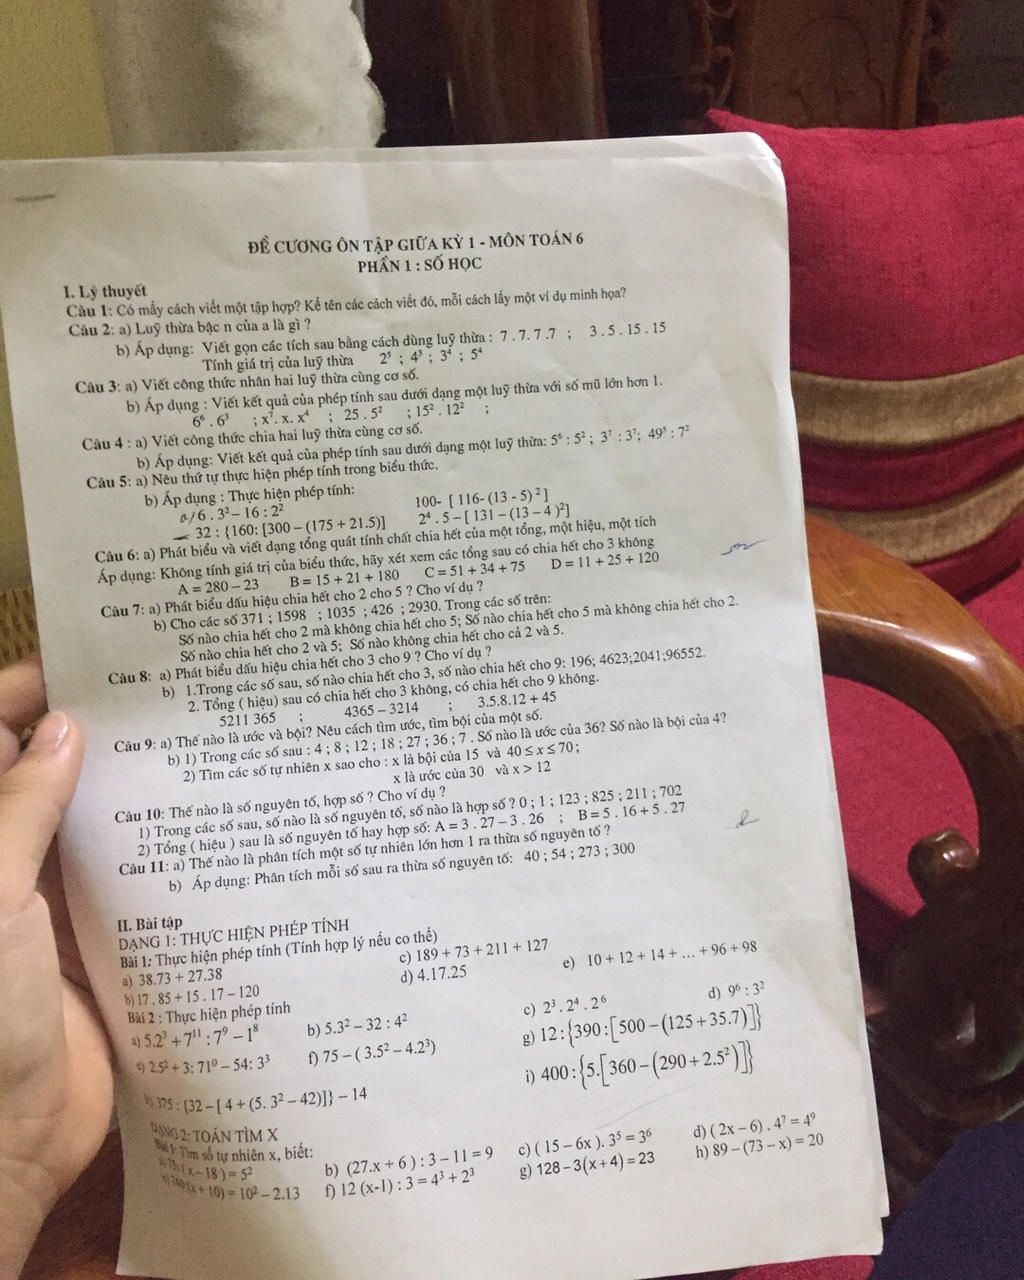 ĐỀ CƯƠNG ÔN TẬP GIỮA KỲ 1 - MÔN TOÁN 6
PHẦN 1 : SỐ HỌC
I. Lý thuyết
Câu 1: Có mấy cách viết một tập hợp? Kể tên các cách viết đó, mỗi cách lấy một ví dụ minh họa?
Câu 2: a) Luỹ thừa bậc n của a là gì ?
b) Áp dụng: Viết gọn các tích sau bằng cách dùng luỹ thừa : 7 . 7. 7 .7 ; 3 . 5 . 15 . 15
Tính giá trị của luỹ thừa 2⁵ ; 4³ ; 3⁴ ; 5⁴
Câu 3: a) Viết công thức nhân hai luỹ thừa cùng cơ số.
b) Áp dụng : Viết kết quả của phép tính sau dưới dạng một luỹ thừa với số mũ lớn hơn 1.
6⁶ . 6³ ; x⁷. x. x⁴ ; 25 . 5² ; 15² . 12² ;
Câu 4 : a) Viết công thức chia hai luỹ thừa cùng cơ số.
b) Áp dụng: Viết kết quả của phép tính sau dưới dạng một luỹ thừa: 5⁶ : 5² ; 3⁷ : 3⁷; 49⁵ : 7²
Câu 5: a) Nêu thứ tự thực hiện phép tính trong biểu thức.
b) Áp dụng : Thực hiện phép tính:
6 . 3² – 16 : 2² 100- [ 116- (13 - 5) ² ]
32 : {160: [300 – (175 + 21.5)] 2⁴ . 5 – [ 131 – (13 – 4 )²]
Câu 6: a) Phát biểu và viết dạng tổng quát tính chất chia hết của một tổng, một hiệu, một tích
Áp dụng: Không tính giá trị của biểu thức, hãy xét xem các tổng sau có chia hết cho 3 không
A = 280 – 23 B = 15 + 21 + 180 C = 51 + 34 + 75 D = 11 + 25 + 120
Câu 7: a) Phát biểu dấu hiệu chia hết cho 2 cho 5 ? Cho ví dụ ?
b) Cho các số 371 ; 1598 ; 1035 ; 426 ; 2930. Trong các số trên:
Số nào chia hết cho 2 mà không chia hết cho 5; Số nào chia hết cho 5 mà không chia hết cho 2.
Số nào chia hết cho 2 và 5; Số nào không chia hết cho cả 2 và 5.
Câu 8: a) Phát biểu dấu hiệu chia hết cho 3 cho 9 ? Cho ví dụ ?
b) 1.Trong các số sau, số nào chia hết cho 3, số nào chia hết cho 9: 196; 4623;2041;96552.
2. Tổng ( hiệu) sau có chia hết cho 3 không, có chia hết cho 9 không.
5211 365 ; 4365 – 3214 ; 3.5.8.12 + 45
Câu 9: a) Thế nào là ước và bội? Nêu cách tìm ước, tìm bội của một số.
b) 1) Trong các số sau : 4 ; 8 ; 12 ; 18 ; 27 ; 36 ; 7 . Số nào là ước của 36? Số nào là bội của 4?
2) Tìm các số tự nhiên x sao cho : x là bội của 15 và 40 ≤ x ≤ 70 ;
x là ước của 30 và x > 12
Câu 10: Thế nào là số nguyên tố, hợp số ? Cho ví dụ ?
1) Trong các số sau, số nào là số nguyên tố, số nào là hợp số ? 0 ; 1 ; 123 ; 825 ; 211 ; 702
2) Tổng ( hiệu ) sau là số nguyên tố hay hợp số: A = 3 . 27 – 3 . 26 ; B = 5 . 16 + 5 . 27
Câu 11: a) Thế nào là phân tích một số tự nhiên lớn hơn 1 ra thừa số nguyên tố ?
b) Áp dụng: Phân tích mỗi số sau ra thừa số nguyên tố: 40 ; 54 ; 273 ; 300
II. Bài tập
DẠNG 1: THỰC HIỆN PHÉP TÍNH
Bài 1: Thực hiện phép tính (Tính hợp lý nếu co thể)
a) 38.73 + 27.38 c) 189 + 73 + 211 + 127 e) 10 + 12 + 14 + ... + 96 + 98
b) 17 . 85 + 15 . 17 – 120 d) 4.17.25
Bài 2 : Thực hiện phép tính
a) 5.2³ + 7¹¹ : 7⁹ – 1⁸ b) 5.3² – 32 : 4² c) 2³ . 2⁴ . 2⁶ d) 9⁶ : 3²
e) 2.5² + 3: 71⁰ – 54: 3³ f) 75 – ( 3.5² – 4.2³) g) 12 : {390 : [500 – (125 + 35.7)]}
h) 375 : {32 – [ 4 + (5. 3² – 42)]} – 14 i) 400 : {5.[360 – (290 + 2.5²)]}
DẠNG 2: TOÁN TÌM X
Bài 1: Tìm số tự nhiên x, biết:
a) 75: ( x – 18 ) = 5² b) (27.x + 6 ) : 3 – 11 = 9 c) ( 15 – 6x ). 3⁵ = 3⁶ d) ( 2x – 6) . 4⁷ = 4⁹
e) 740:(x + 10) = 10² – 2.13 f) 12 (x-1) : 3 = 4³ + 2³ g) 128 – 3(x + 4) = 23 h) 89 – (73 – x) = 20